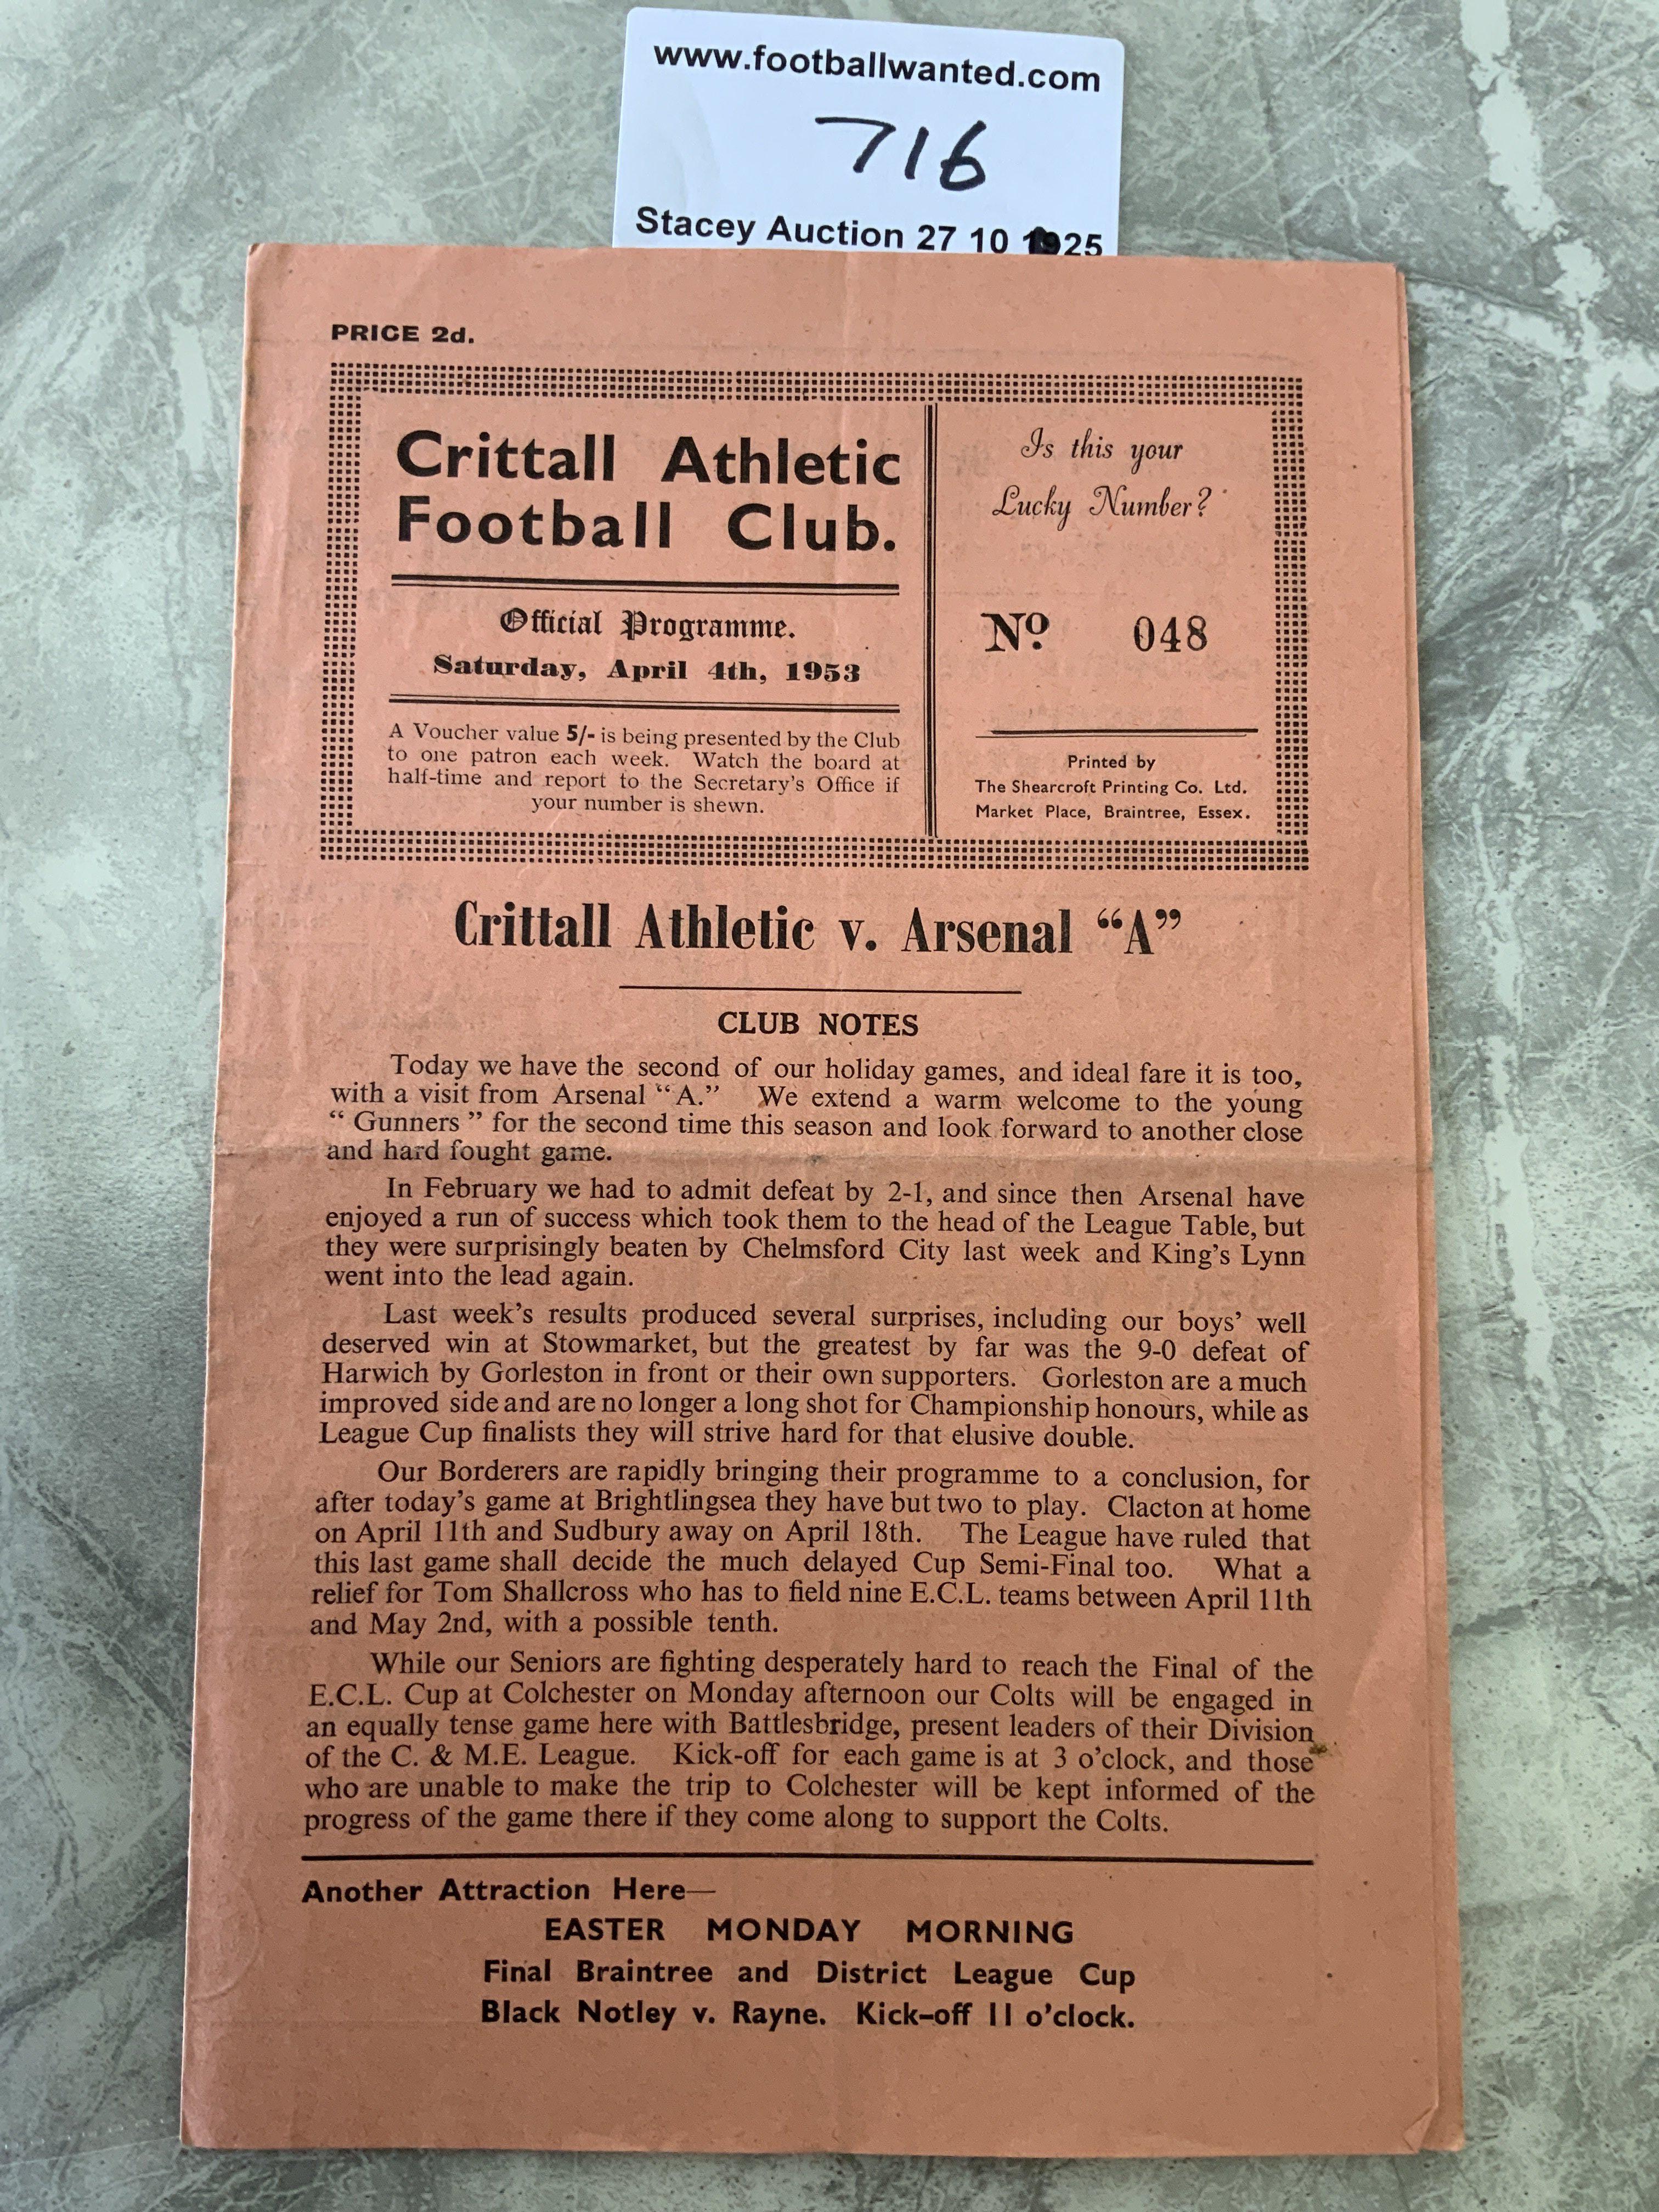 www.footballwanted.com
716
Stacey Auction 27 10 1925
PRICE 2d.
Crittall Athletic
Football Club.
Official Programme.
Saturday, April 4th, 1953
A Voucher value 5/- is being presented by the Club
to one patron each week. Watch the board at
half-time and report to the Secretary's Office if
your number is shewn.
Is this your
Lucky Number?
Nº 048
Printed by
The Shearcroft Printing Co. Ltd.
Market Place, Braintree, Essex.
Crittall Athletic v. Arsenal “A”
CLUB NOTES
Today we have the second of our holiday games, and ideal fare it is too,
with a visit from Arsenal “A.” We extend a warm welcome to the young
“ Gunners ” for the second time this season and look forward to another close
and hard fought game.
In February we had to admit defeat by 2-1, and since then Arsenal have
enjoyed a run of success which took them to the head of the League Table, but
they were surprisingly beaten by Chelmsford City last week and King's Lynn
went into the lead again.
Last week's results produced several surprises, including our boys' well
deserved win at Stowmarket, but the greatest by far was the 9-0 defeat of
Harwich by Gorleston in front or their own supporters. Gorleston are a much
improved side and are no longer a long shot for Championship honours, while as
League Cup finalists they will strive hard for that elusive double.
Our Borderers are rapidly bringing their programme to a conclusion, for
after today's game at Brightlingsea they have but two to play. Clacton at home
on April 11th and Sudbury away on April 18th. The League have ruled that
this last game shall decide the much delayed Cup Semi-Final too. What a
relief for Tom Shallcross who has to field nine E.C.L. teams between April 11th
and May 2nd, with a possible tenth.
While our Seniors are fighting desperately hard to reach the Final of the
E.C.L. Cup at Colchester on Monday afternoon our Colts will be engaged in
an equally tense game here with Battlesbridge, present leaders of their Division
of the C. & M.E. League. Kick-off for each game is at 3 o'clock, and those
who are unable to make the trip to Colchester will be kept informed of the
progress of the game there if they come along to support the Colts.
Another Attraction Here—
EASTER MONDAY MORNING
Final Braintree and District League Cup
Black Notley v. Rayne. Kick-off 11 o'clock.